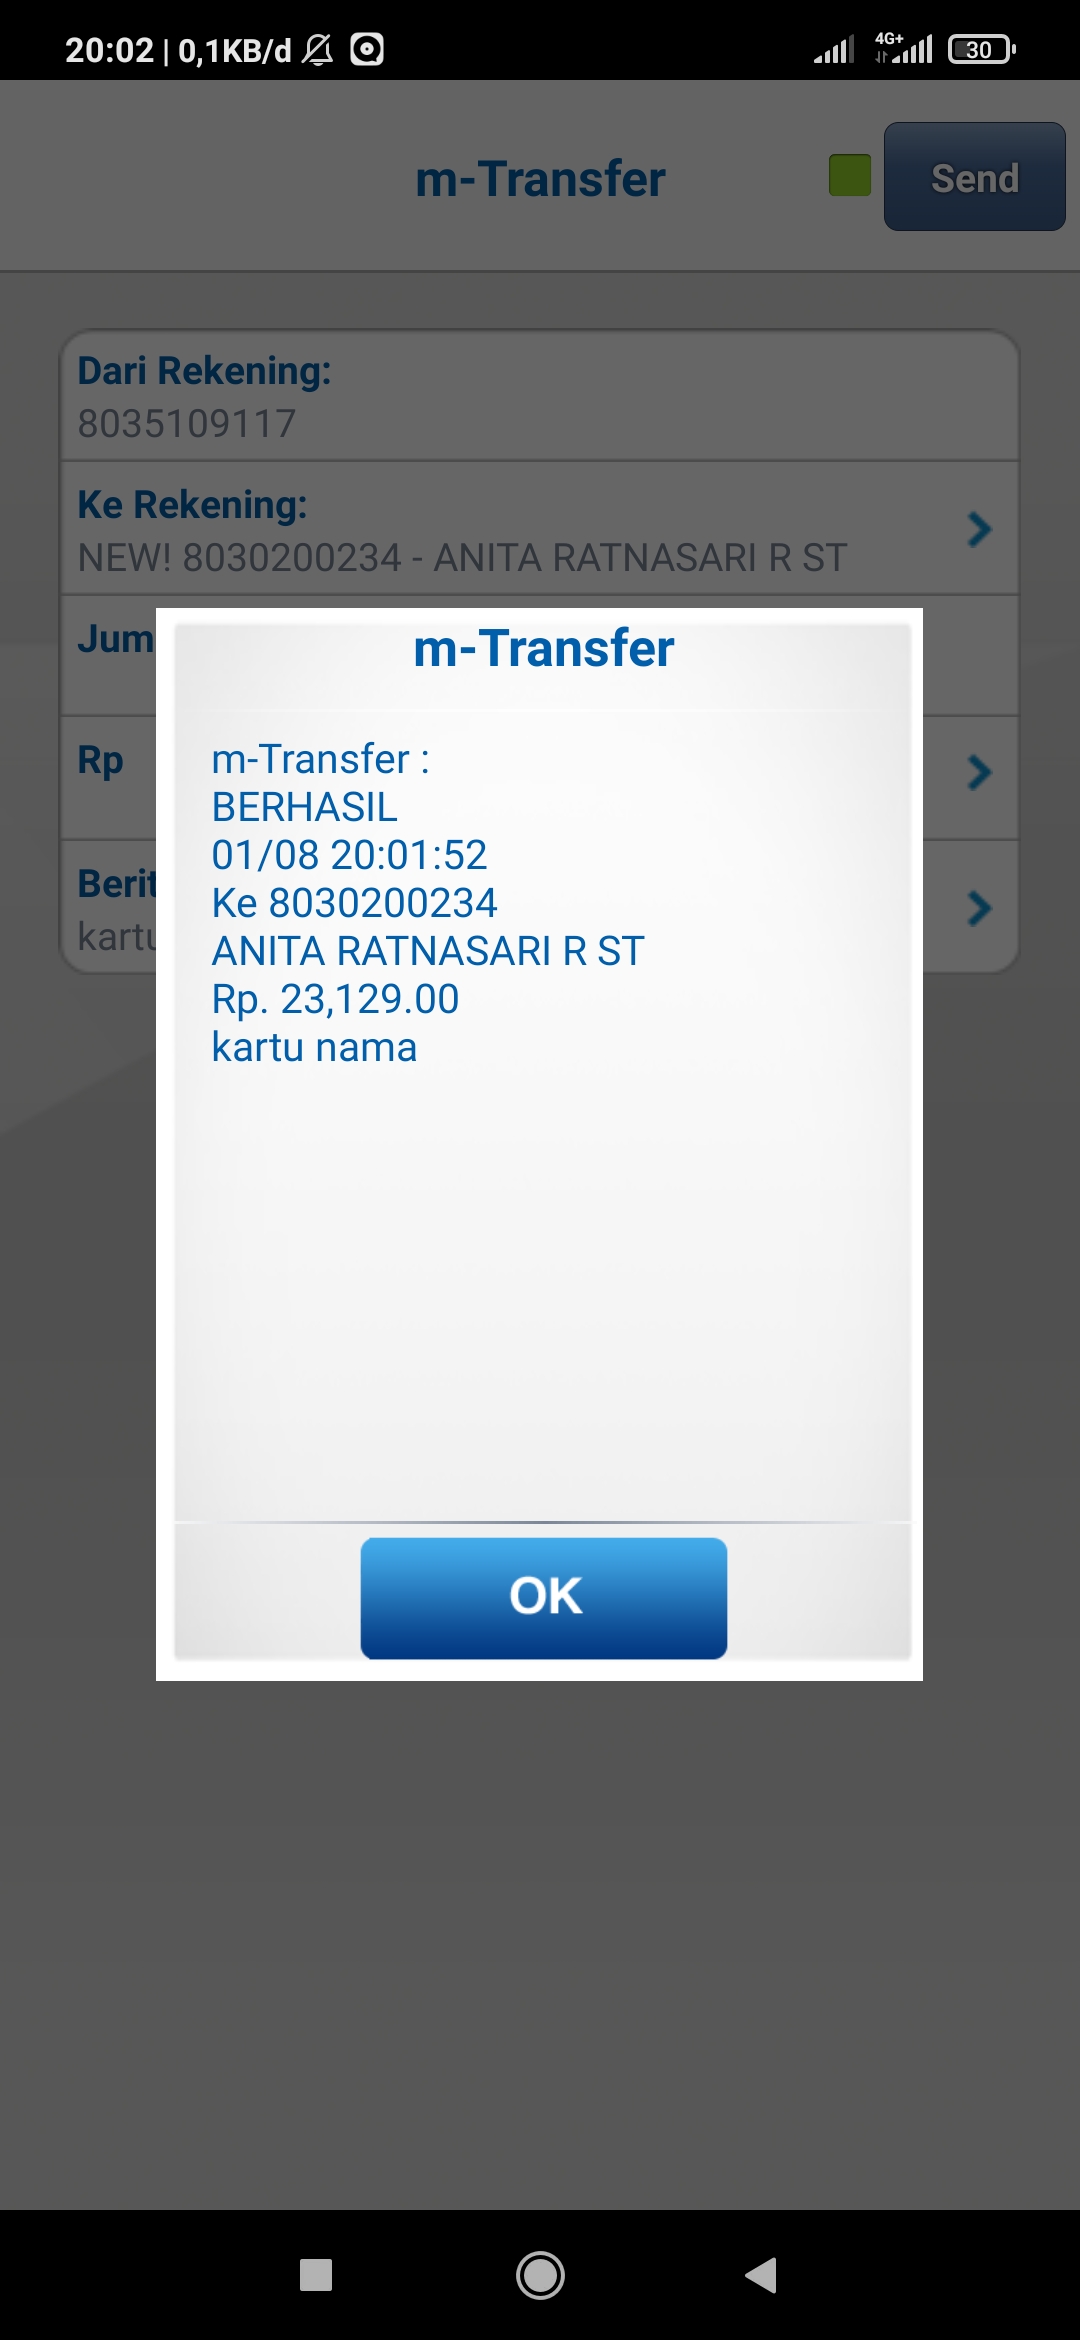 20:02 | 0,1KB/d
4G+
30
m-Transfer
Send
Dari Rekening:
8035109117
Ke Rekening:
NEW! 8030200234 - ANITA RATNASARI R ST
Jum
Rp
Berit
kartu
m-Transfer
m-Transfer :
BERHASIL
01/08 20:01:52
Ke 8030200234
ANITA RATNASARI R ST
Rp. 23,129.00
kartu nama
OK